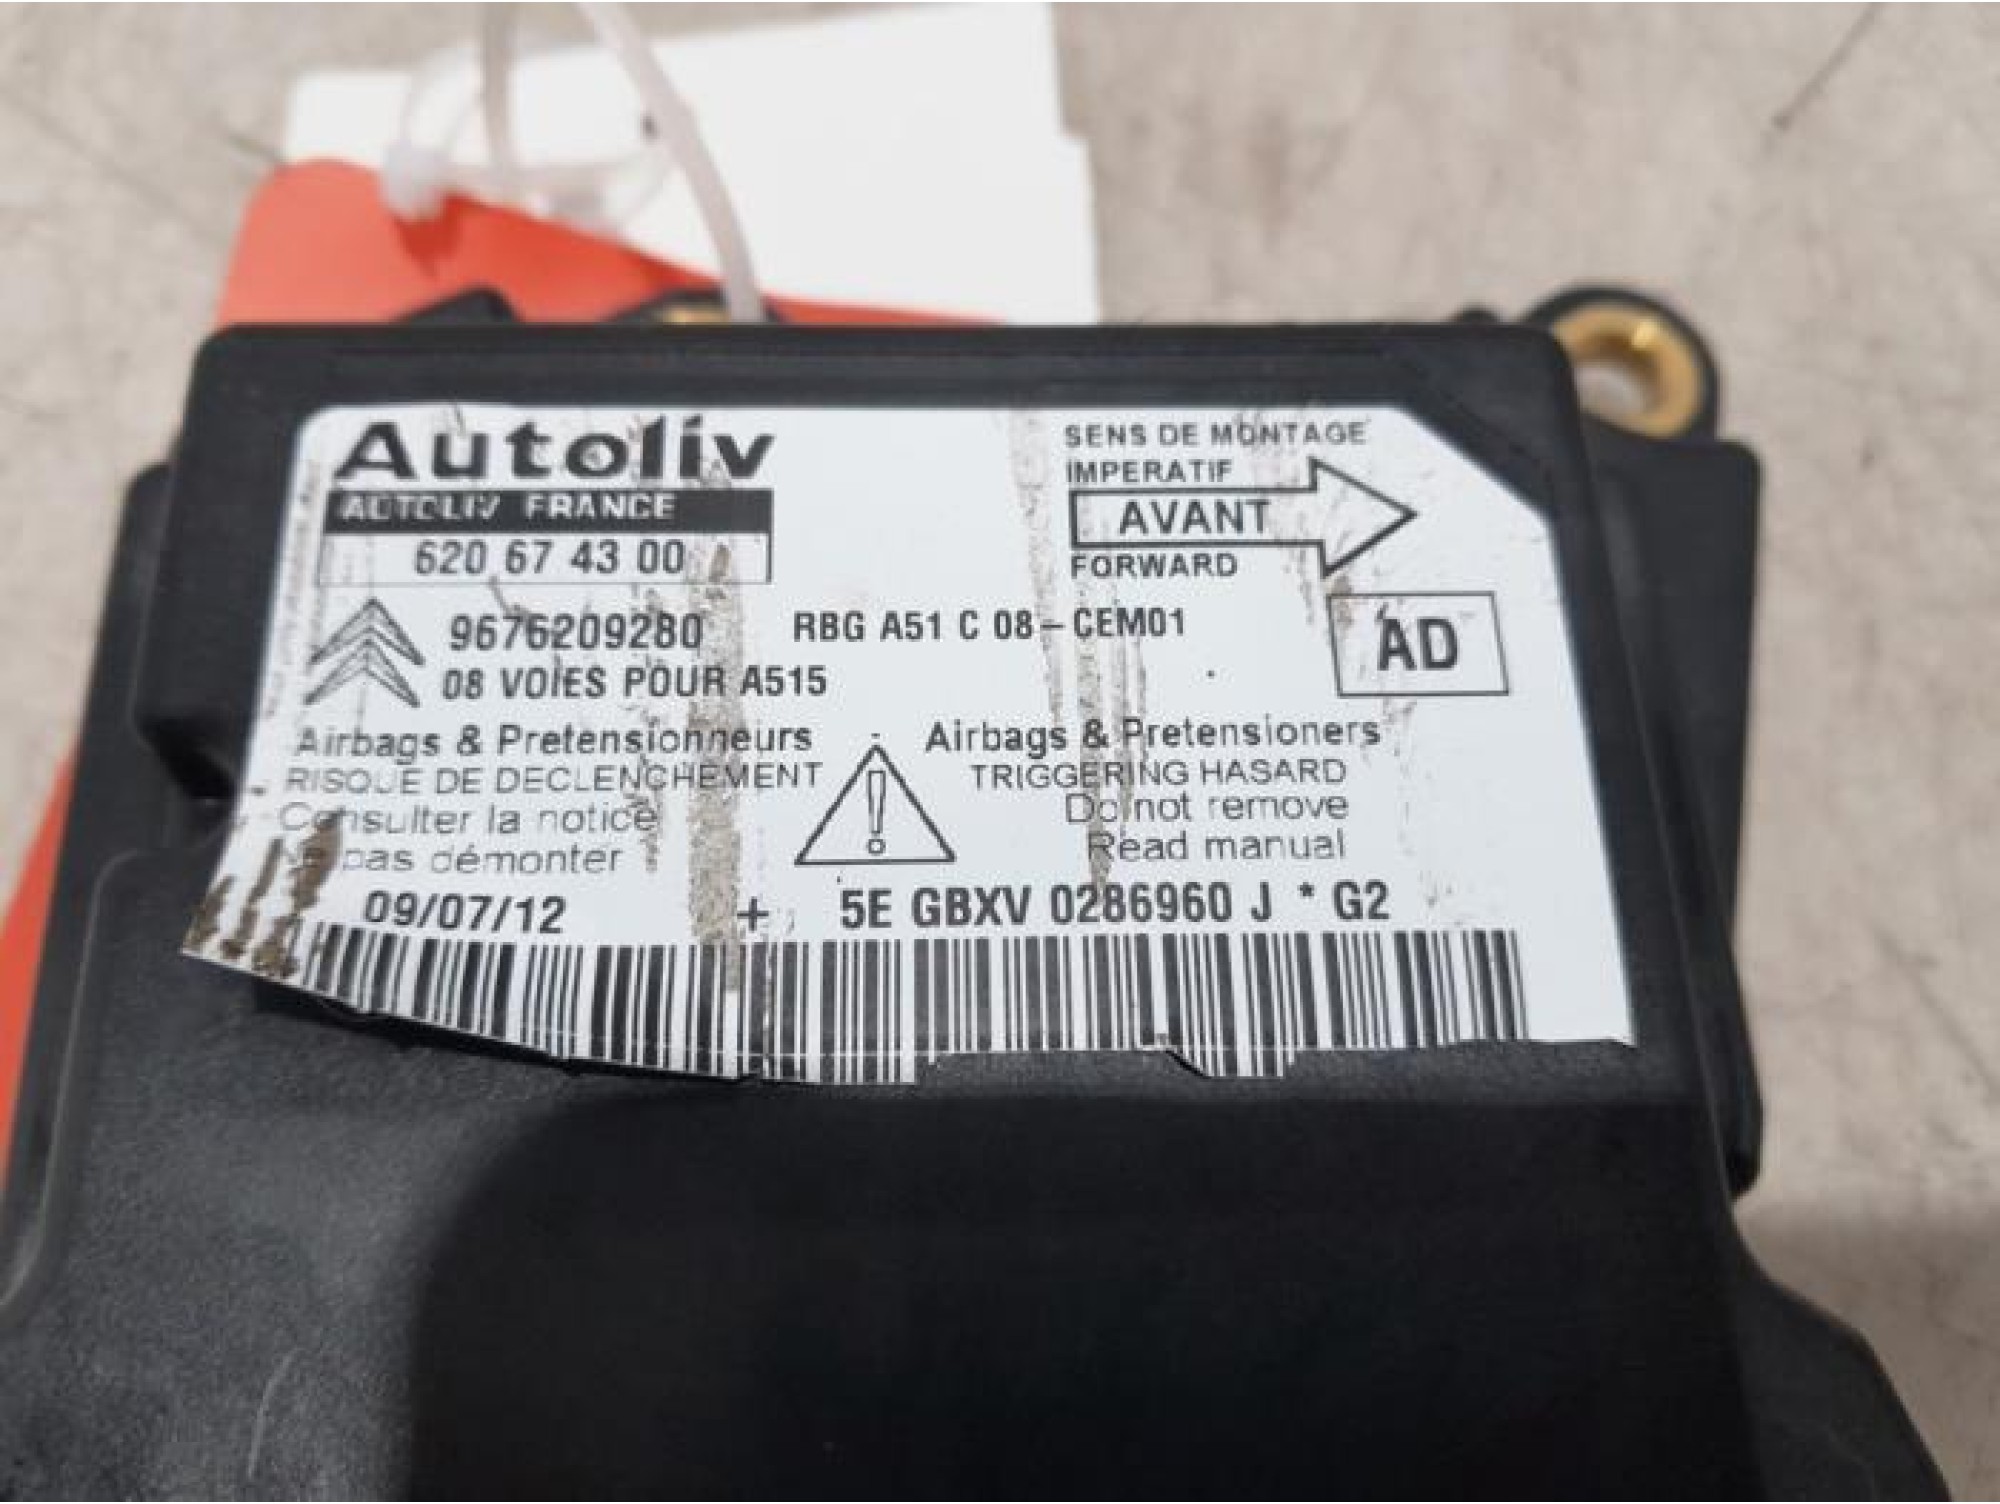 Autoliv
AUTOLIV FRANCE
620 67 43 00
SENS DE MONTAGE
IMPERATIF
AVANT
FORWARD
9676209280 RBG A51 C 08-CEM01
08 VOIES POUR A515
AD
Airbags & Pretensionneurs
RISQUE DE DECLENCHEMENT
Consulter la notice
pas démonter
Airbags & Pretensioners
TRIGGERING HASARD
Do not remove
Read manual
09/07/12 + 5E GBXV 0286960 J * G2